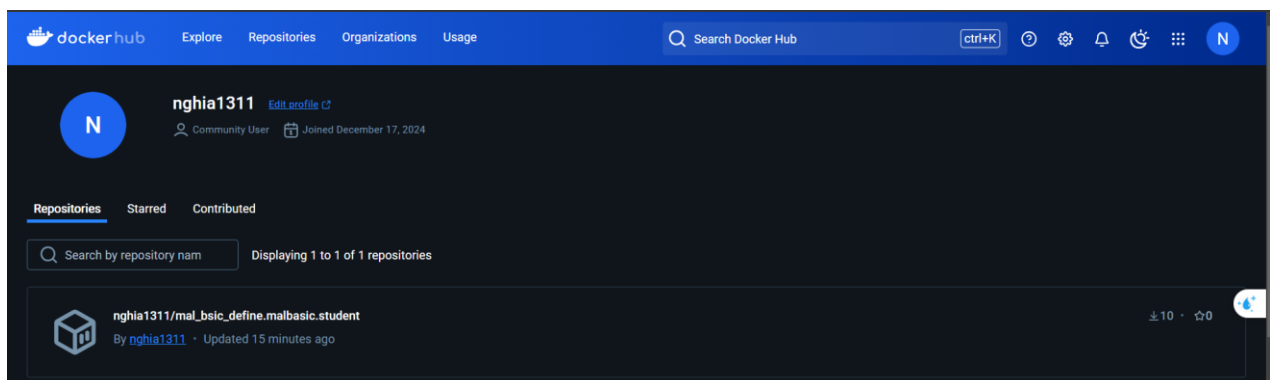 dockerhub Explore Repositories Organizations Usage Search Docker Hub ctrl+K N
N
nghia1311 Edit profile
Community User Joined December 17, 2024
Repositories Starred Contributed
Search by repository nam Displaying 1 to 1 of 1 repositories
nghia1311/mal_bsic_define.malbasic.student
By nghia1311 · Updated 15 minutes ago
10 · 0